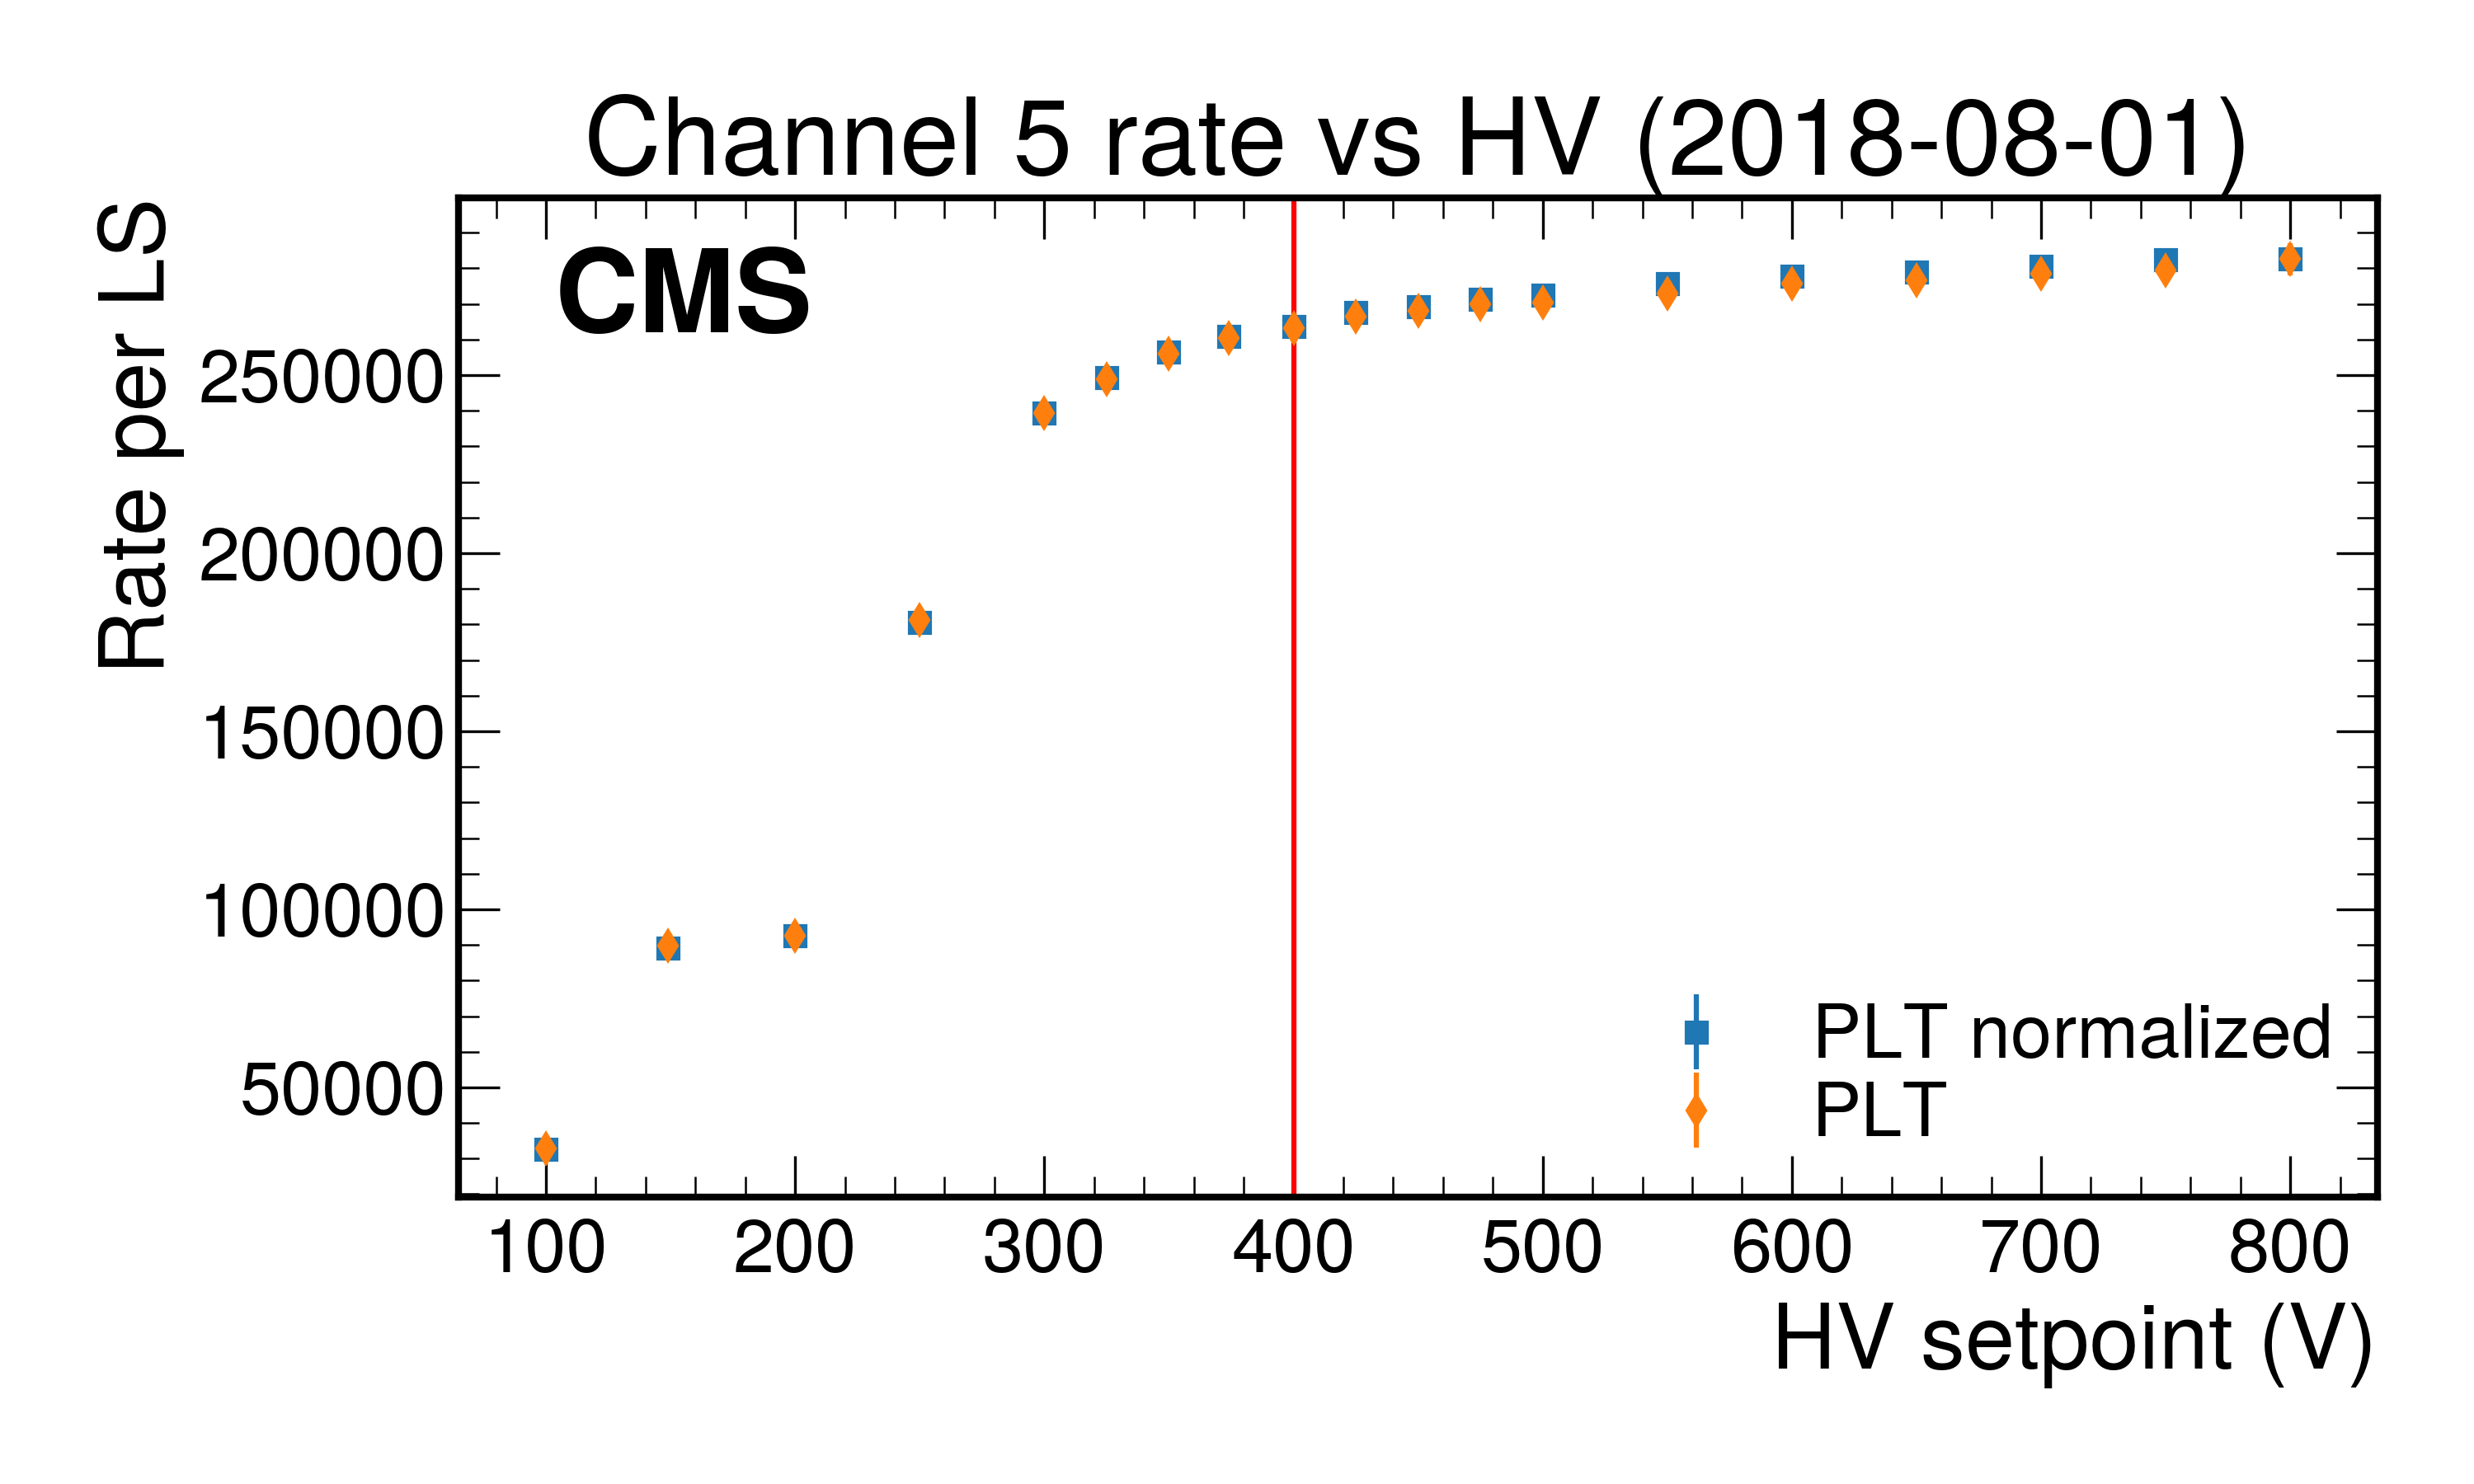 Channel 5 rate vs HV (2018-08-01)
CMS
Rate per LS
250000
200000
150000
100000
50000
PLT normalized
PLT
100 200 300 400 500 600 700 800
HV setpoint (V)